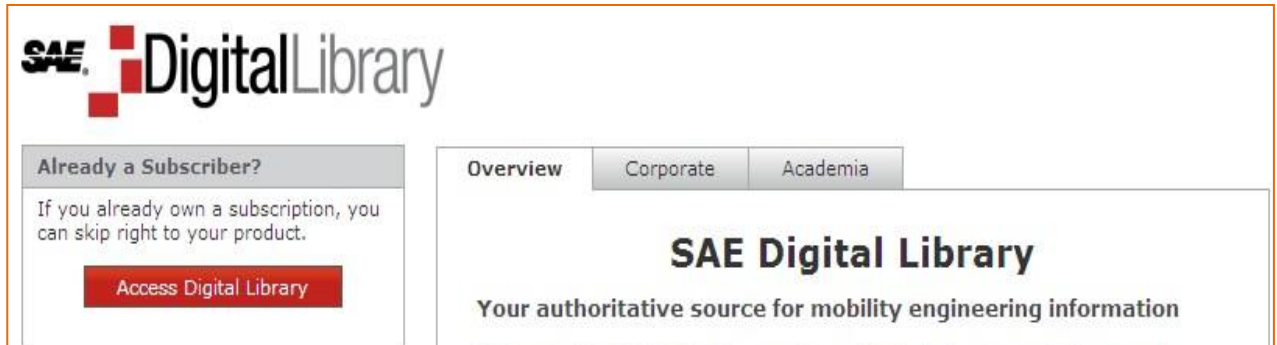 SAE® DigitalLibrary
Already a Subscriber?
If you already own a subscription, you
can skip right to your product.
Access Digital Library
Overview Corporate Academia
SAE Digital Library
Your authoritative source for mobility engineering information